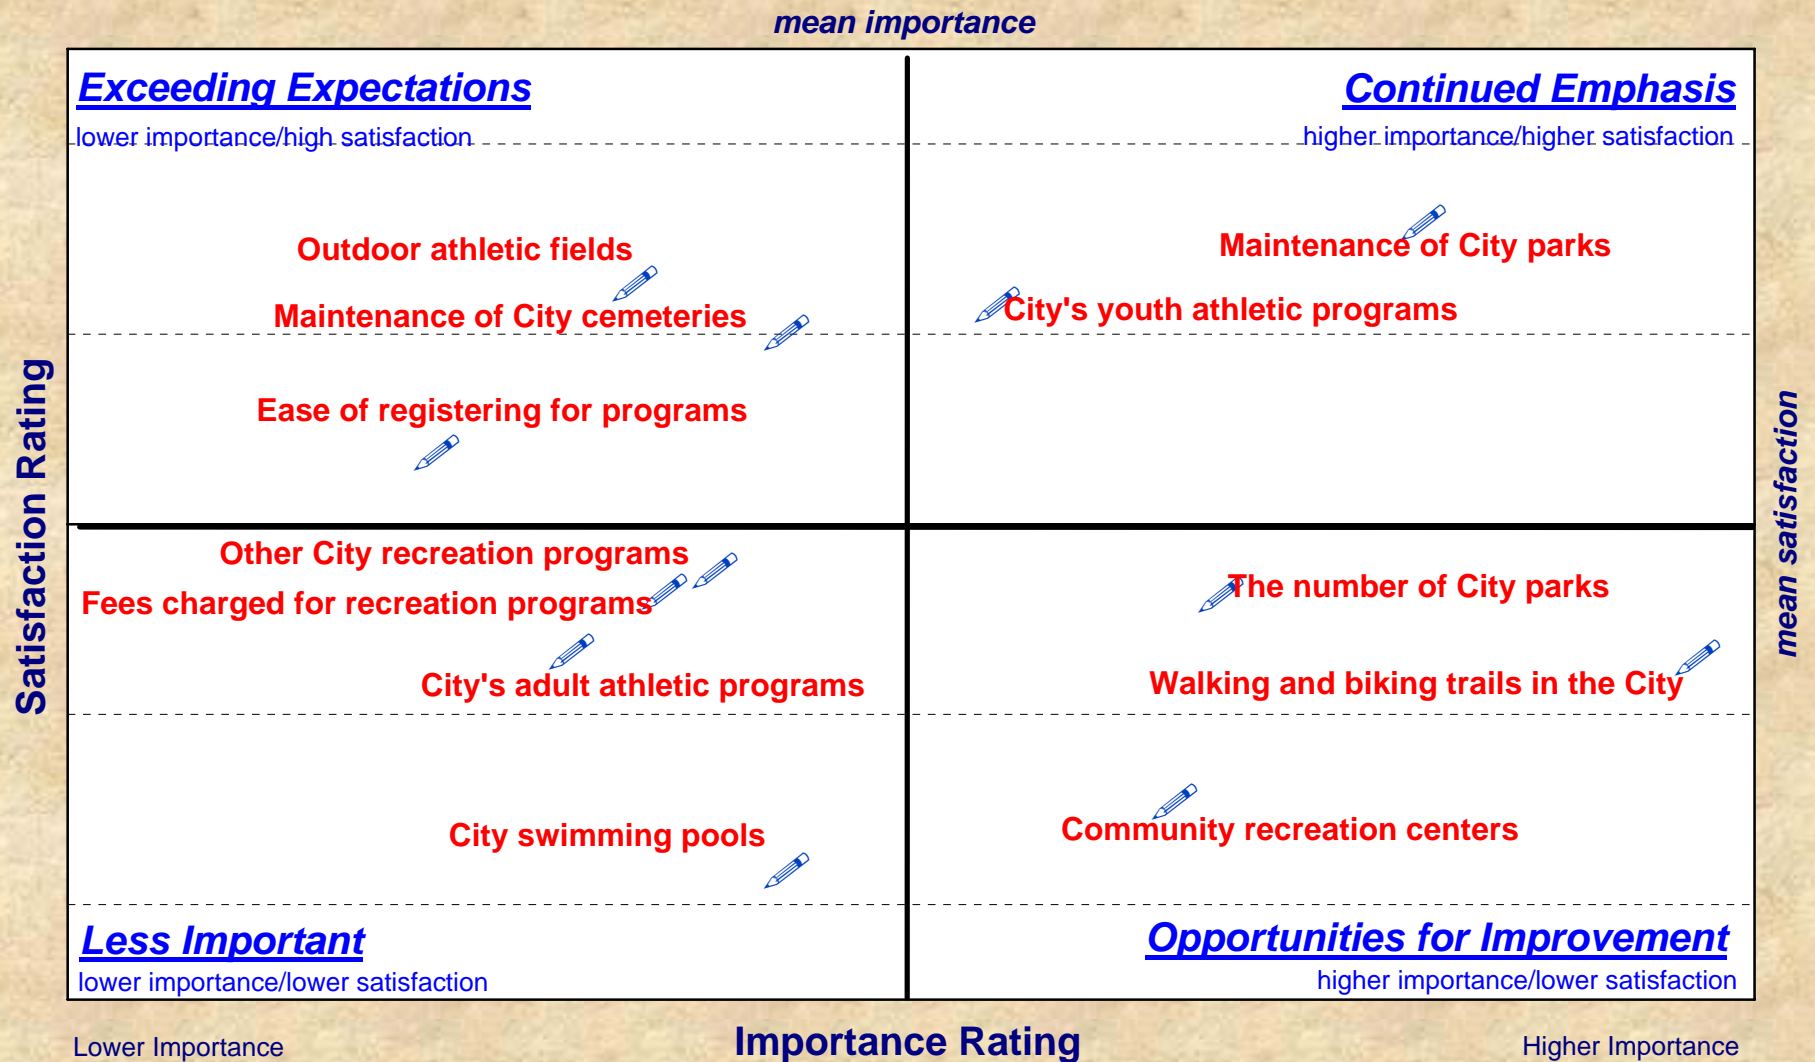 mean importance
Exceeding Expectations
lower importance/high satisfaction
Continued Emphasis
higher importance/higher satisfaction
Outdoor athletic fields
Maintenance of City cemeteries
Ease of registering for programs
Maintenance of City parks
City's youth athletic programs
Satisfaction Rating
mean satisfaction
Other City recreation programs
Fees charged for recreation programs
City's adult athletic programs
City swimming pools
The number of City parks
Walking and biking trails in the City
Community recreation centers
Less Important
lower importance/lower satisfaction
Opportunities for Improvement
higher importance/lower satisfaction
Lower Importance
Importance Rating
Higher Importance